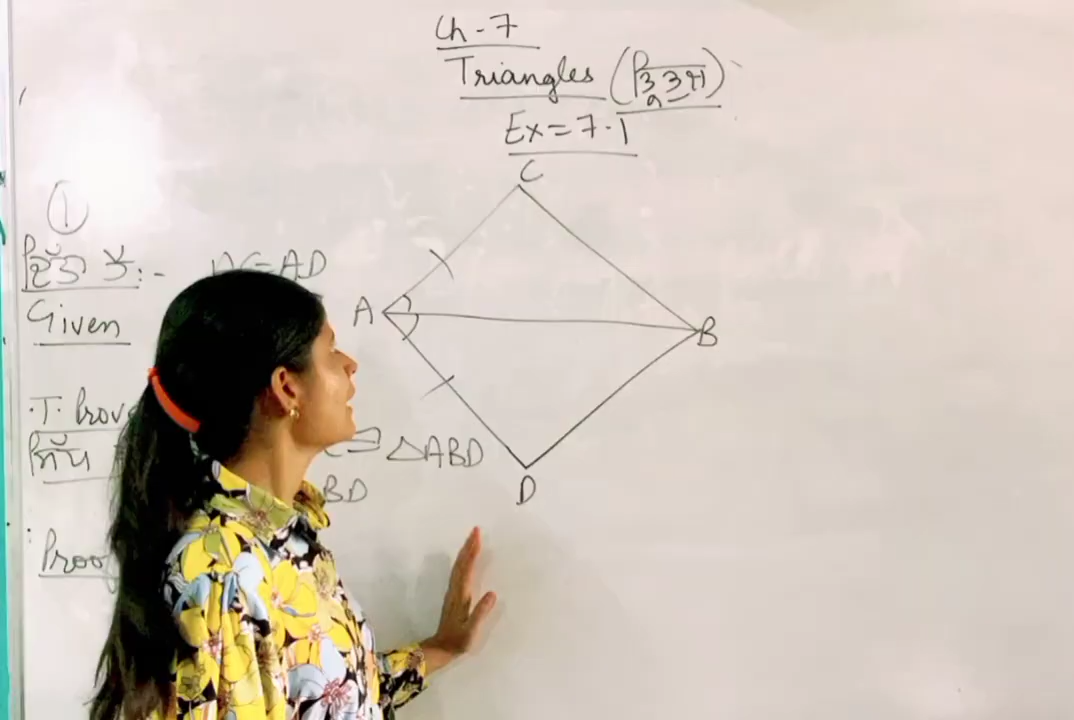 Ch-7
Triangles (ਤ੍ਰਿਭੁਜ)
Ex = 7.1
C
①
AC = AD
Given
A
B
T. Prove
△ABD
BD
D
Proof